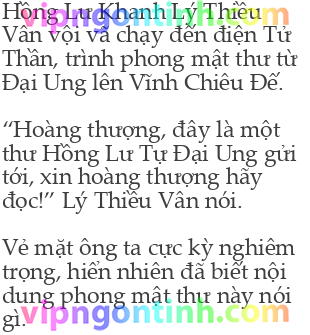 Hồng Lư Khanh Lý Thiều
Vân vội vã chạy đến điện Tử
Thần, trình phong mật thư từ
Đại Ung lên Vĩnh Chiêu Đế.
“Hoàng thượng, đây là một
thư Hồng Lư Tự Đại Ung gửi
tới, xin hoàng thượng hãy
đọc!” Lý Thiều Vân nói.
Vẻ mặt ông ta cực kỳ nghiêm
trọng, hiển nhiên đã biết nội
dung phong mật thư này nói
gì.
vipngontinh.com
vipngontinh.com